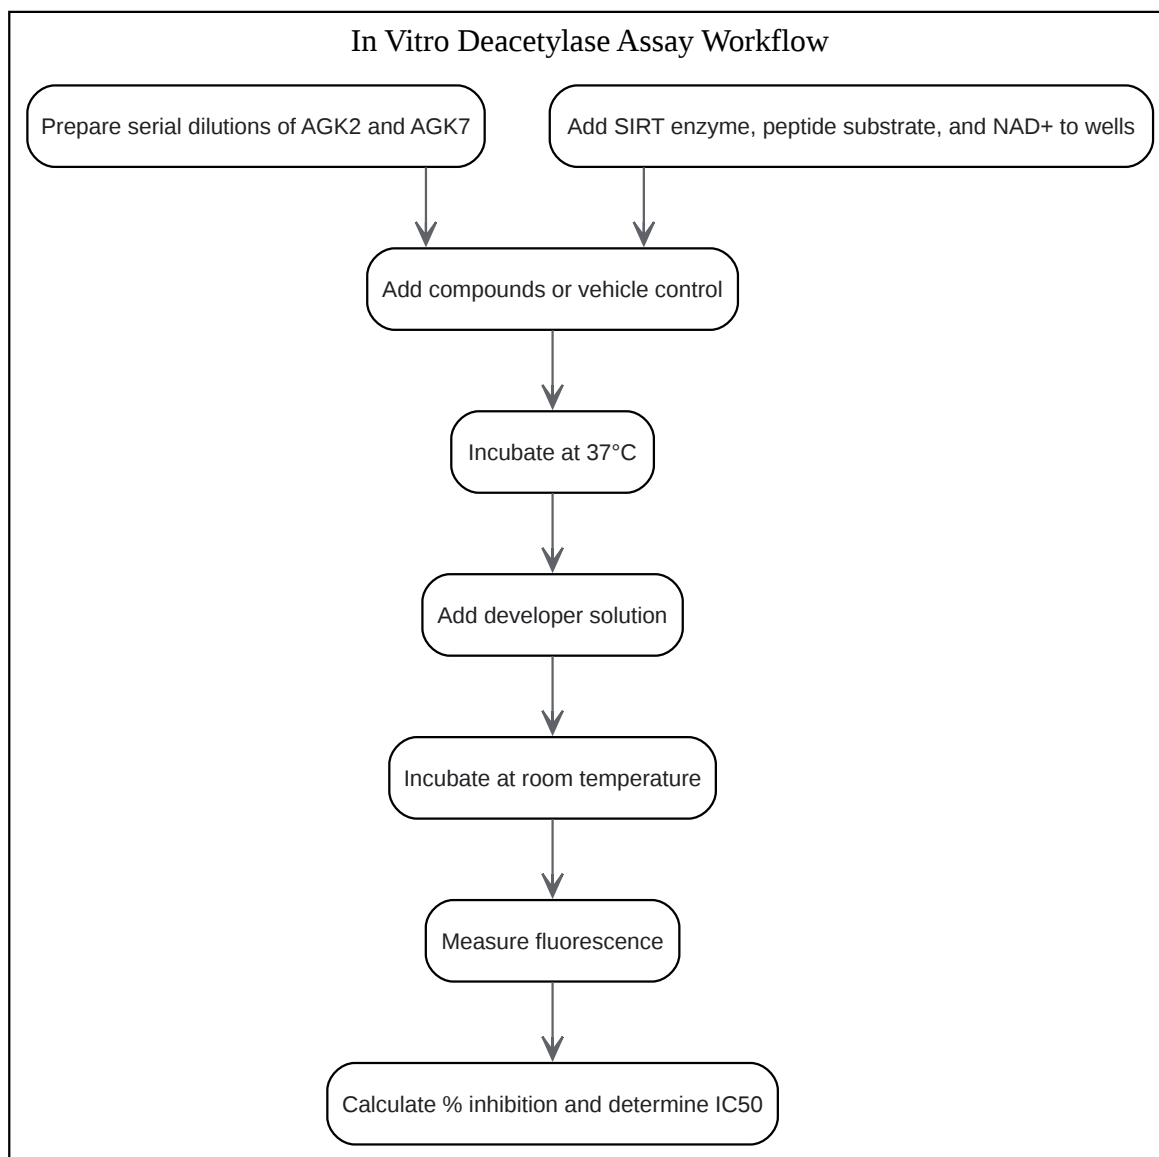 In Vitro Deacetylase Assay Workflow
Prepare serial dilutions of AGK2 and AGK7
Add SIRT enzyme, peptide substrate, and NAD+ to wells
Add compounds or vehicle control
Incubate at 37°C
Add developer solution
Incubate at room temperature
Measure fluorescence
Calculate % inhibition and determine IC50